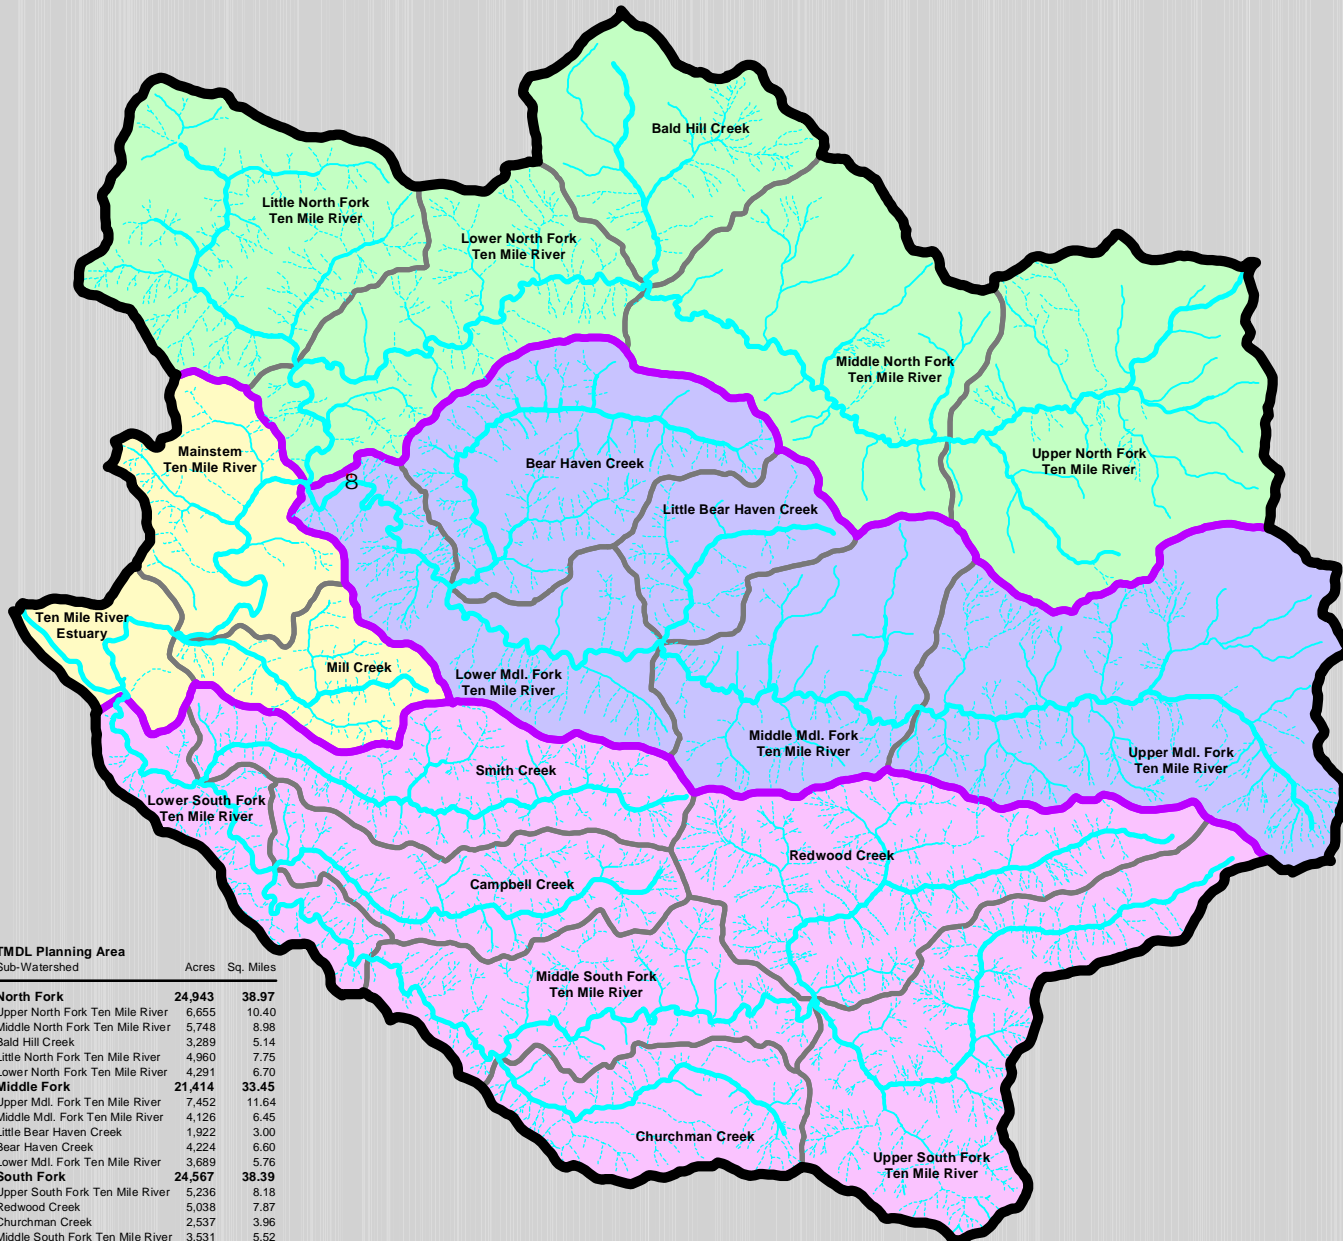 Bald Hill Creek
Little North Fork
Ten Mile River
Lower North Fork
Ten Mile River
Middle North Fork
Ten Mile River
Upper North Fork
Ten Mile River
Mainstem
Ten Mile River
Bear Haven Creek
8
Little Bear Haven Creek
Ten Mile River
Estuary
Mill Creek
Lower Mdl. Fork
Ten Mile River
Middle Mdl. Fork
Ten Mile River
Upper Mdl. Fork
Ten Mile River
Smith Creek
Lower South Fork
Ten Mile River
Redwood Creek
Campbell Creek
Middle South Fork
Ten Mile River
Churchman Creek
Upper South Fork
Ten Mile River
TMDL Planning Area
Sub-Watershed Acres Sq. Miles
North Fork 24,943 38.97
Upper North Fork Ten Mile River 6,655 10.40
Middle North Fork Ten Mile River 5,748 8.98
Bald Hill Creek 3,289 5.14
Little North Fork Ten Mile River 4,960 7.75
Lower North Fork Ten Mile River 4,291 6.70
Middle Fork 21,414 33.45
Upper Mdl. Fork Ten Mile River 7,452 11.64
Middle Mdl. Fork Ten Mile River 4,126 6.45
Little Bear Haven Creek 1,922 3.00
Bear Haven Creek 4,224 6.60
Lower Mdl. Fork Ten Mile River 3,689 5.76
South Fork 24,567 38.39
Upper South Fork Ten Mile River 5,236 8.18
Redwood Creek 5,038 7.87
Churchman Creek 2,537 3.96
Middle South Fork Ten Mile River 3,531 5.52